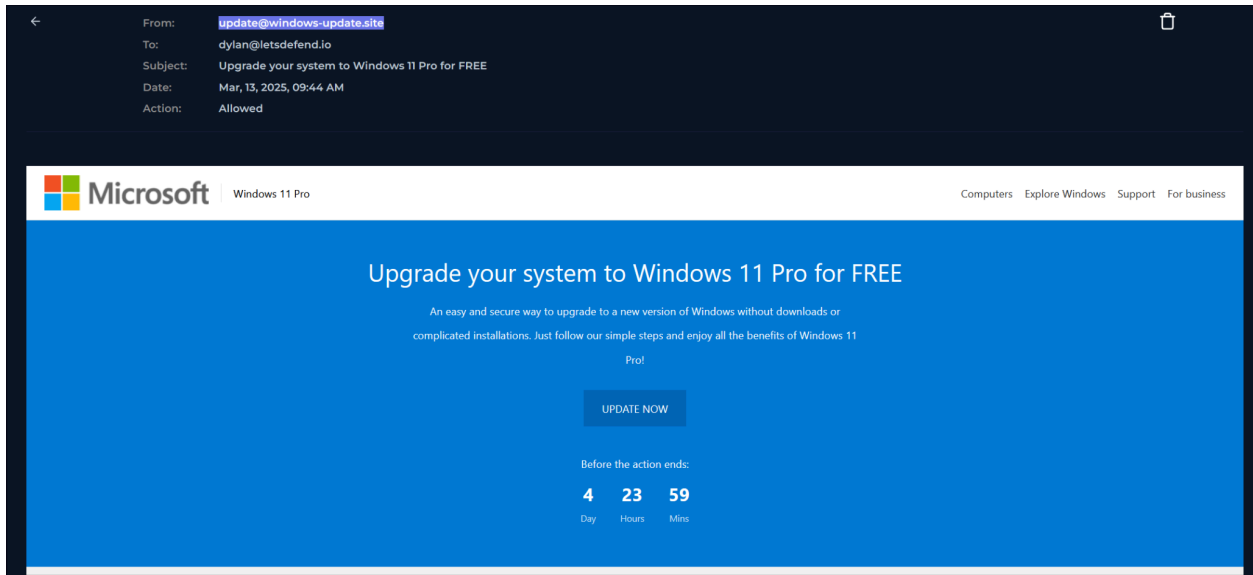 From: update@windows-update.site
To: dylan@letsdefend.io
Subject: Upgrade your system to Windows 11 Pro for FREE
Date: Mar, 13, 2025, 09:44 AM
Action: Allowed
Microsoft Windows 11 Pro Computers Explore Windows Support For business
Upgrade your system to Windows 11 Pro for FREE
An easy and secure way to upgrade to a new version of Windows without downloads or
complicated installations. Just follow our simple steps and enjoy all the benefits of Windows 11
Pro!
UPDATE NOW
Before the action ends:
4 23 59
Day Hours Mins